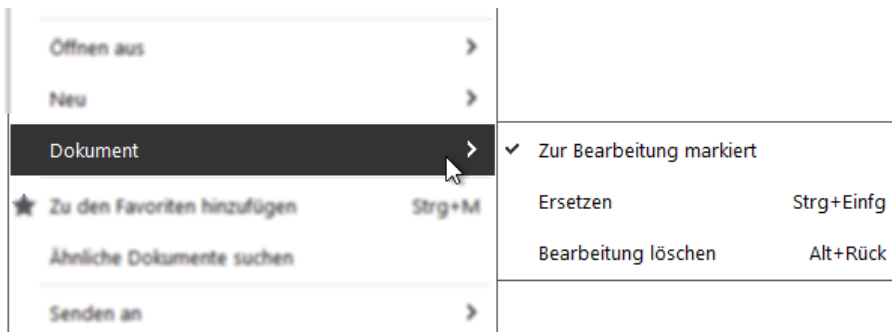 Öffnen aus
Neu
Dokument
Zu den Favoriten hinzufügen Strg+M
Ähnliche Dokumente suchen
Senden an
Zur Bearbeitung markiert
Ersetzen Strg+Einfg
Bearbeitung löschen Alt+Rück